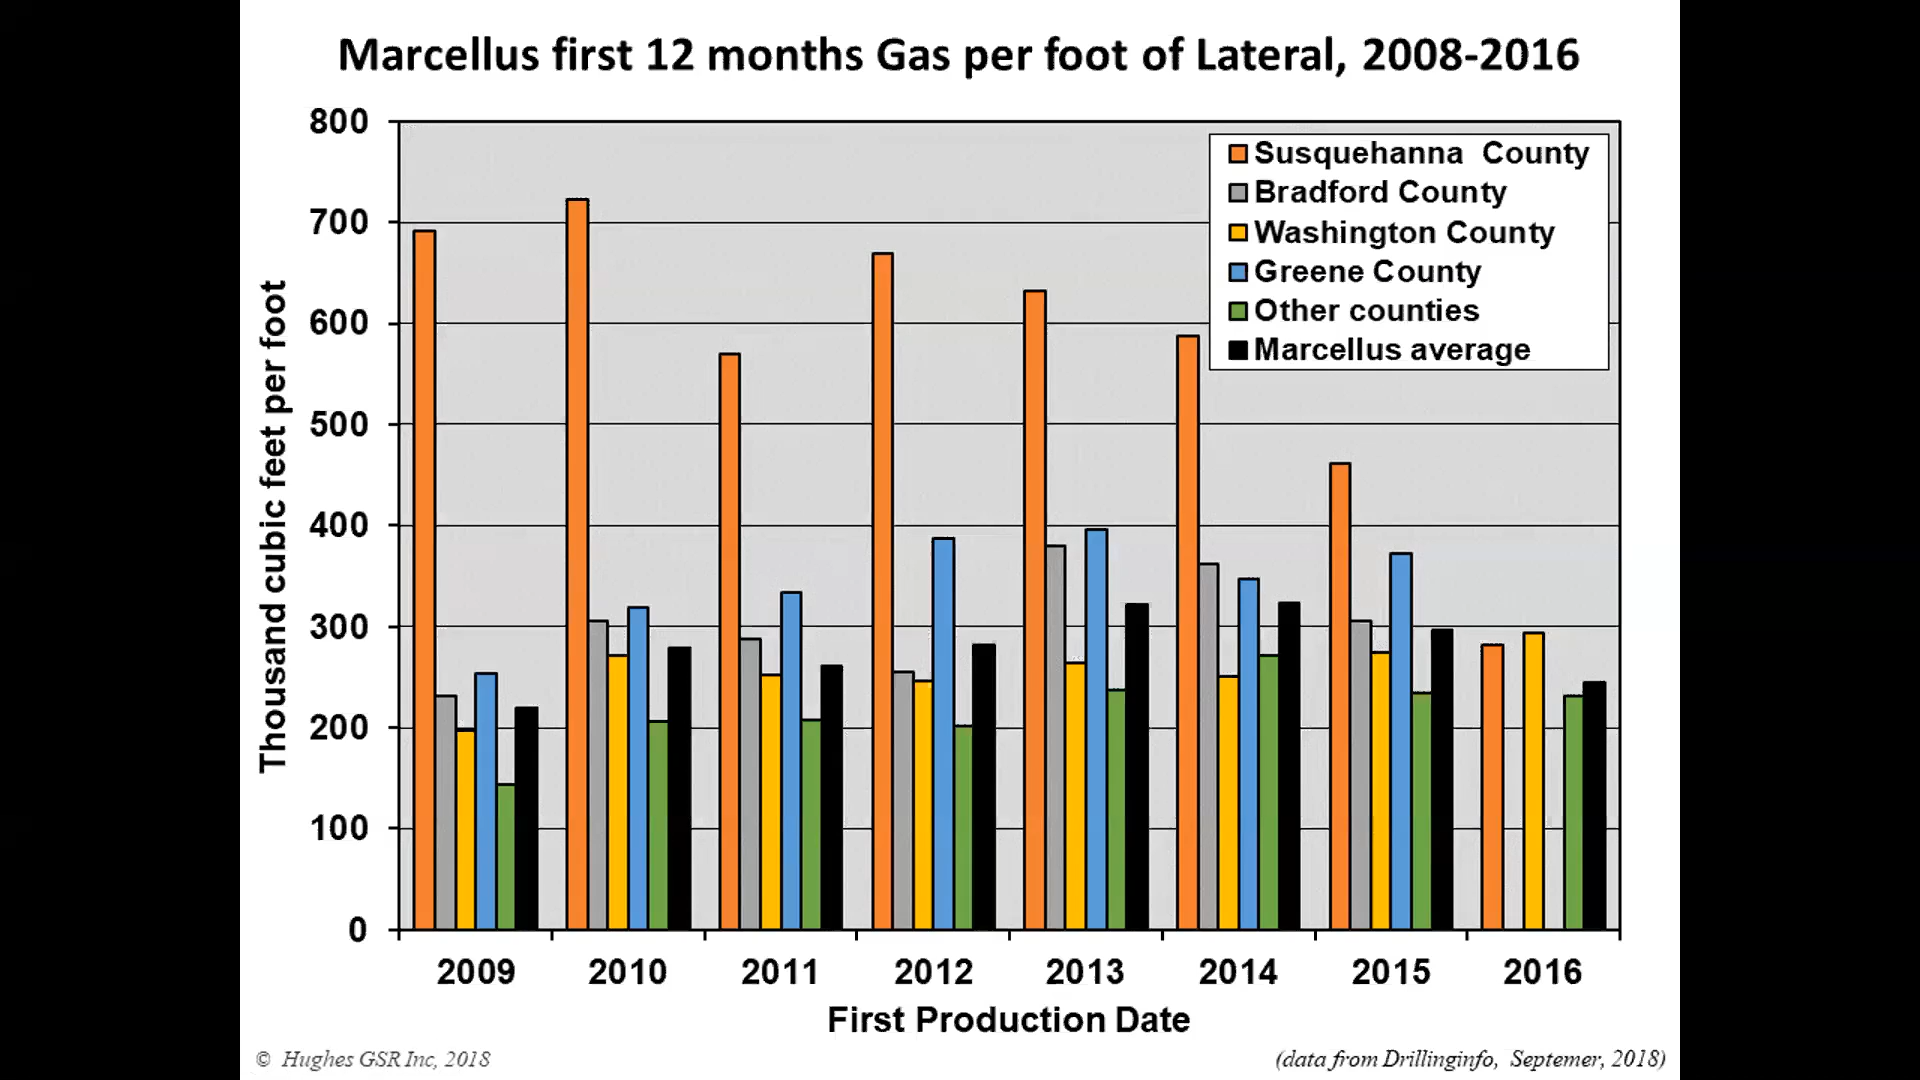 Marcellus first 12 months Gas per foot of Lateral, 2008-2016
800
700
600
500
400
300
200
100
0
Thousand cubic feet per foot
Susquehanna County
Bradford County
Washington County
Greene County
Other counties
Marcellus average
2009 2010 2011 2012 2013 2014 2015 2016
First Production Date
© Hughes GSR Inc, 2018
(data from Drillinginfo, Septemer, 2018)